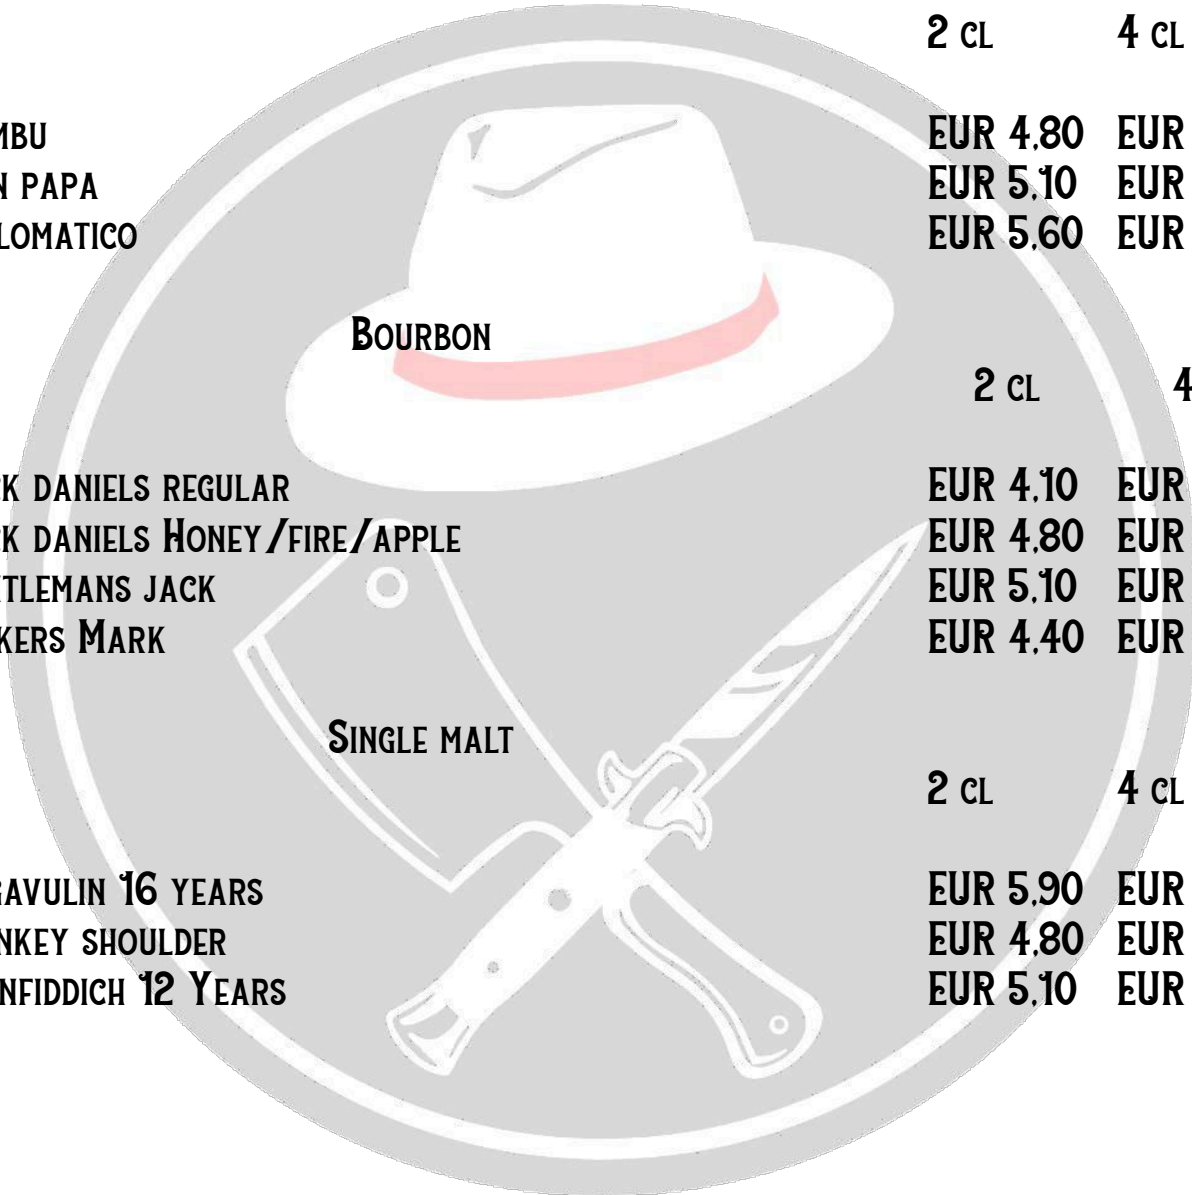 2 cl 4 cl
MBU EUR 4,80 EUR
N PAPA EUR 5,10 EUR
LOMATICO EUR 5,60 EUR
Bourbon
2 cl 4
CK DANIELS REGULAR EUR 4,10 EUR
CK DANIELS HONEY/FIRE/APPLE EUR 4,80 EUR
TLEMANS JACK EUR 5,10 EUR
KERS MARK EUR 4,40 EUR
Single malt
2 cl 4 cl
GAVULIN 16 YEARS EUR 5,90 EUR
NKEY SHOULDER EUR 4,80 EUR
NFIDDICH 12 YEARS EUR 5,10 EUR